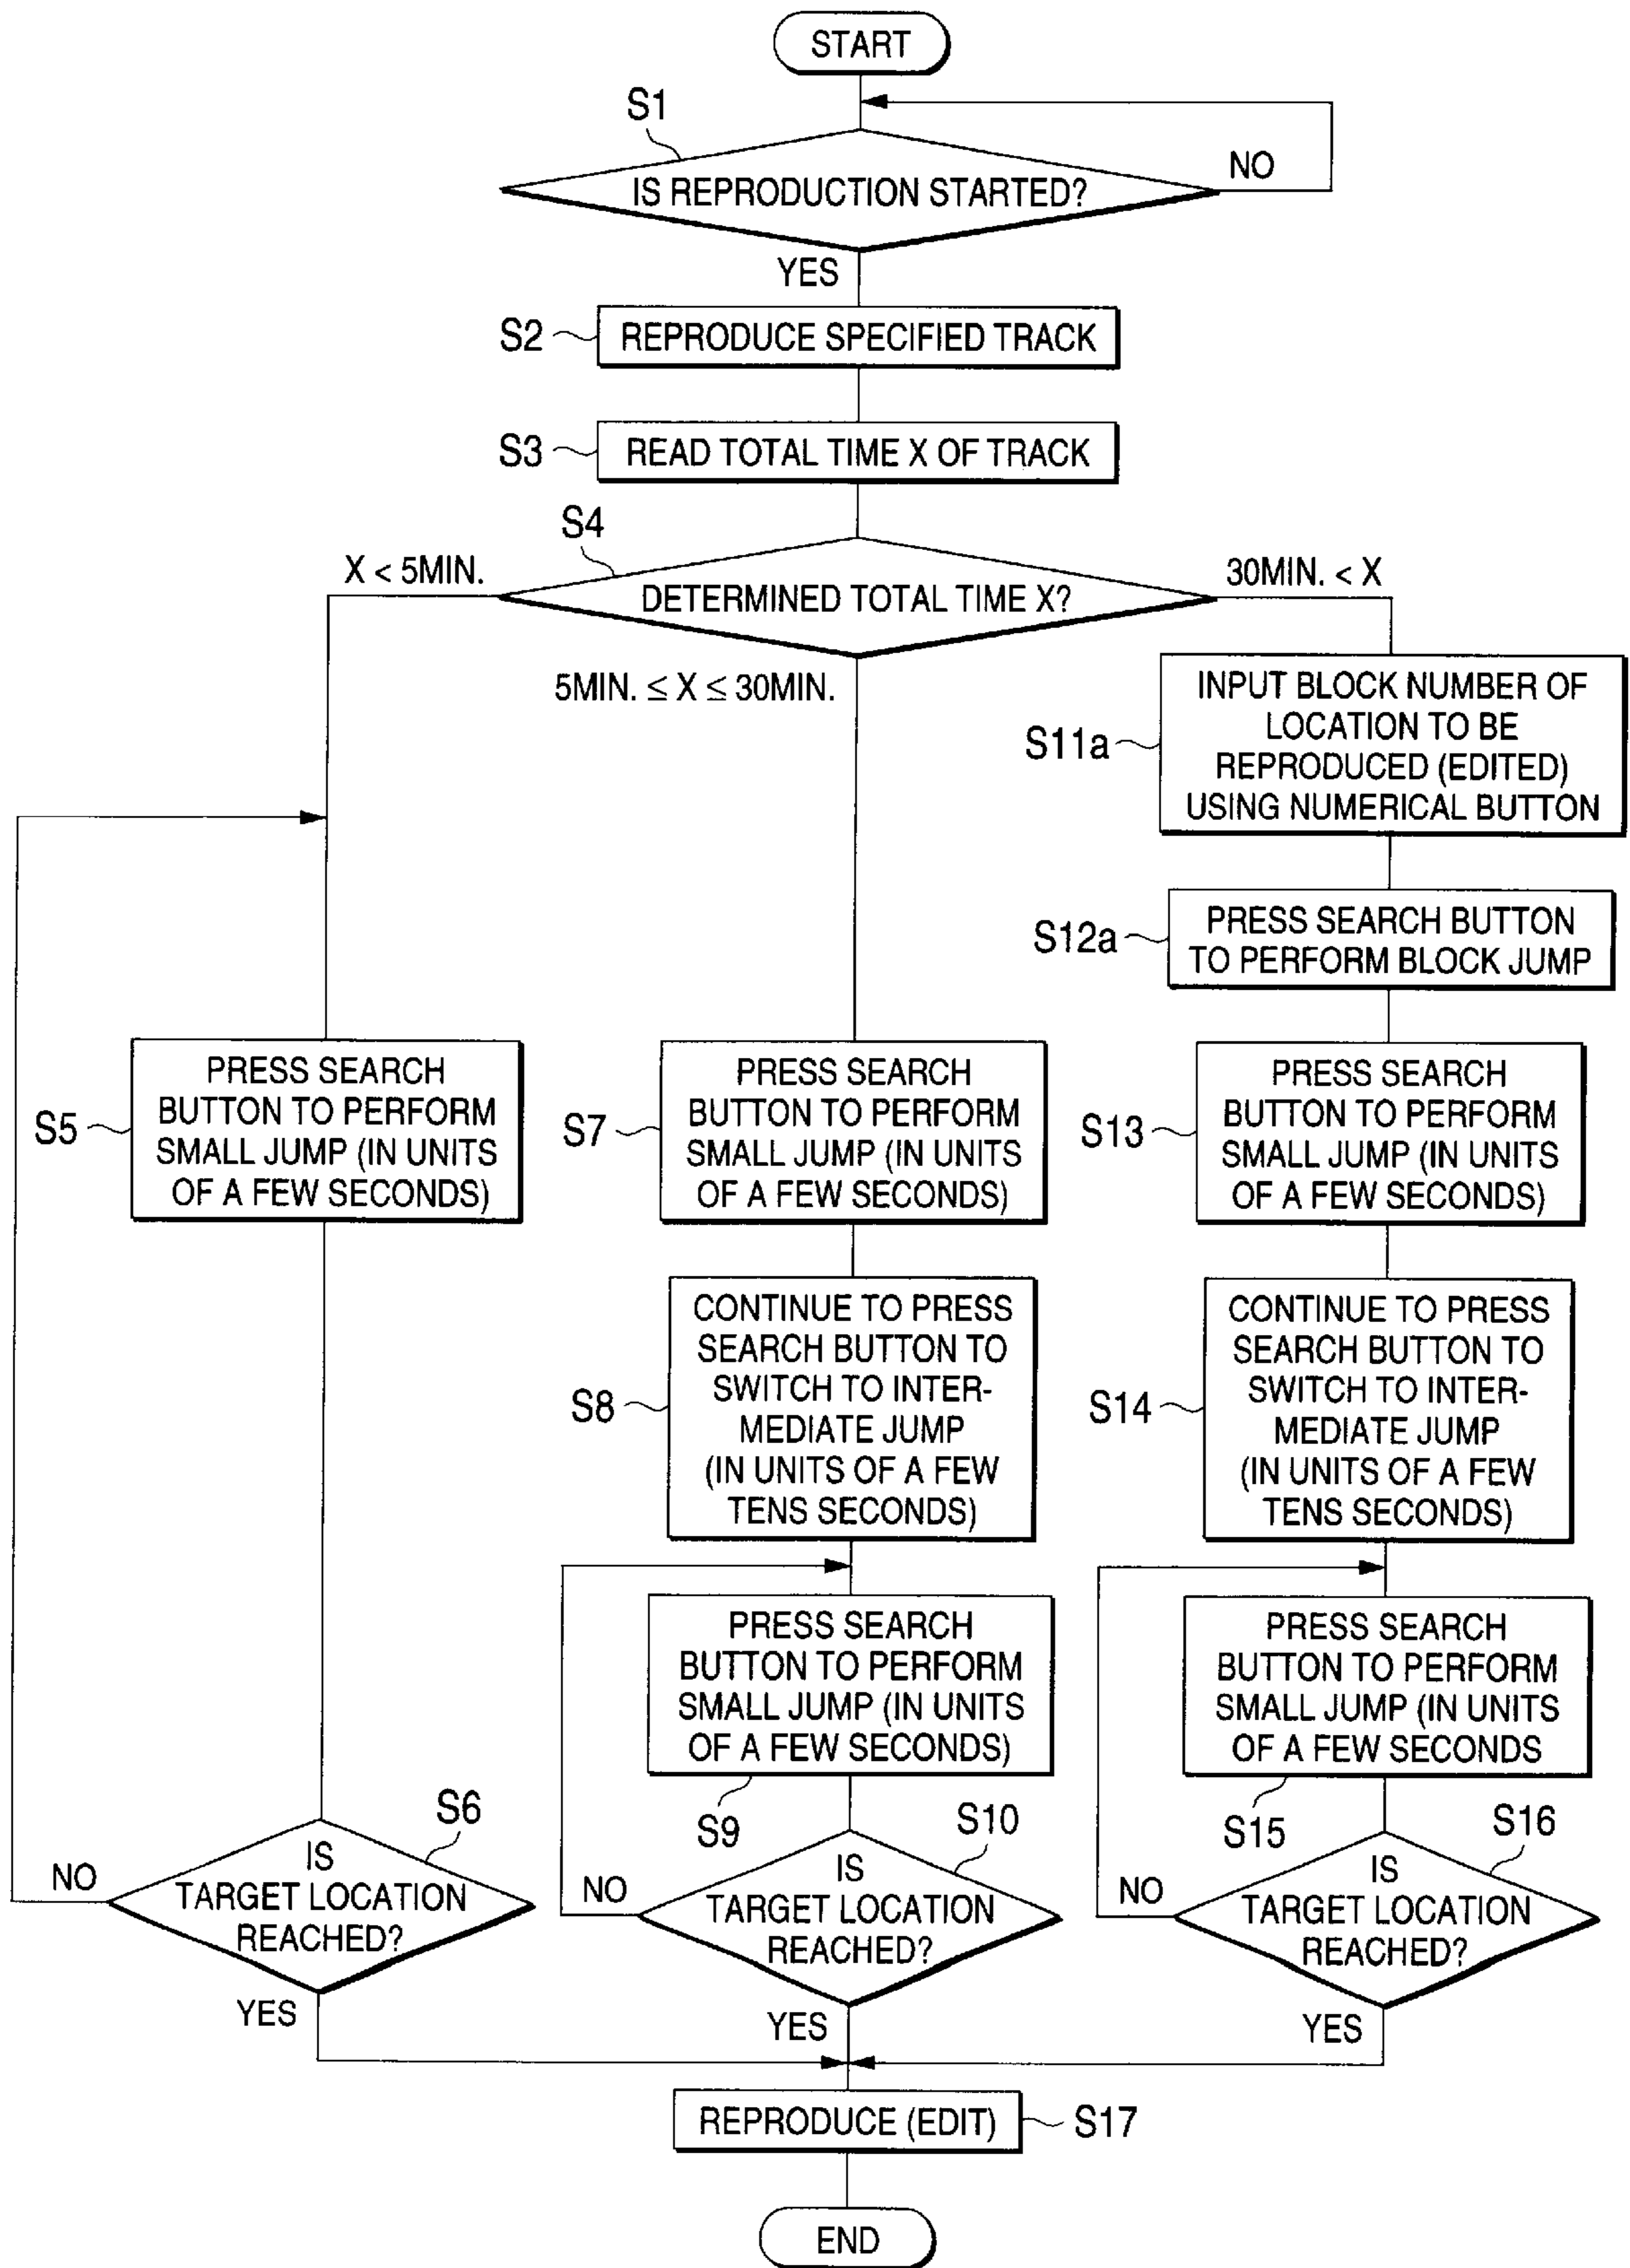 START
S1
IS REPRODUCTION STARTED?
NO
YES
S2
REPRODUCE SPECIFIED TRACK
S3
READ TOTAL TIME X OF TRACK
S4
X < 5MIN.
DETERMINED TOTAL TIME X?
30MIN. < X
5MIN. ≦ X ≦ 30MIN.
S11a
INPUT BLOCK NUMBER OF
LOCATION TO BE
REPRODUCED (EDITED)
USING NUMERICAL BUTTON
S12a
PRESS SEARCH BUTTON
TO PERFORM BLOCK JUMP
S5
PRESS SEARCH
BUTTON TO PERFORM
SMALL JUMP (IN UNITS
OF A FEW SECONDS)
S7
PRESS SEARCH
BUTTON TO PERFORM
SMALL JUMP (IN UNITS
OF A FEW SECONDS)
S13
PRESS SEARCH
BUTTON TO PERFORM
SMALL JUMP (IN UNITS
OF A FEW SECONDS)
S8
CONTINUE TO PRESS
SEARCH BUTTON TO
SWITCH TO INTER-
MEDIATE JUMP
(IN UNITS OF A FEW
TENS SECONDS)
S14
CONTINUE TO PRESS
SEARCH BUTTON TO
SWITCH TO INTER-
MEDIATE JUMP
(IN UNITS OF A FEW
TENS SECONDS)
PRESS SEARCH
BUTTON TO PERFORM
SMALL JUMP (IN UNITS
OF A FEW SECONDS)
S9
PRESS SEARCH
BUTTON TO PERFORM
SMALL JUMP (IN UNITS
OF A FEW SECONDS
S15
S6
NO
IS
TARGET LOCATION
REACHED?
YES
S10
NO
IS
TARGET LOCATION
REACHED?
YES
S16
NO
IS
TARGET LOCATION
REACHED?
YES
REPRODUCE (EDIT)
S17
END